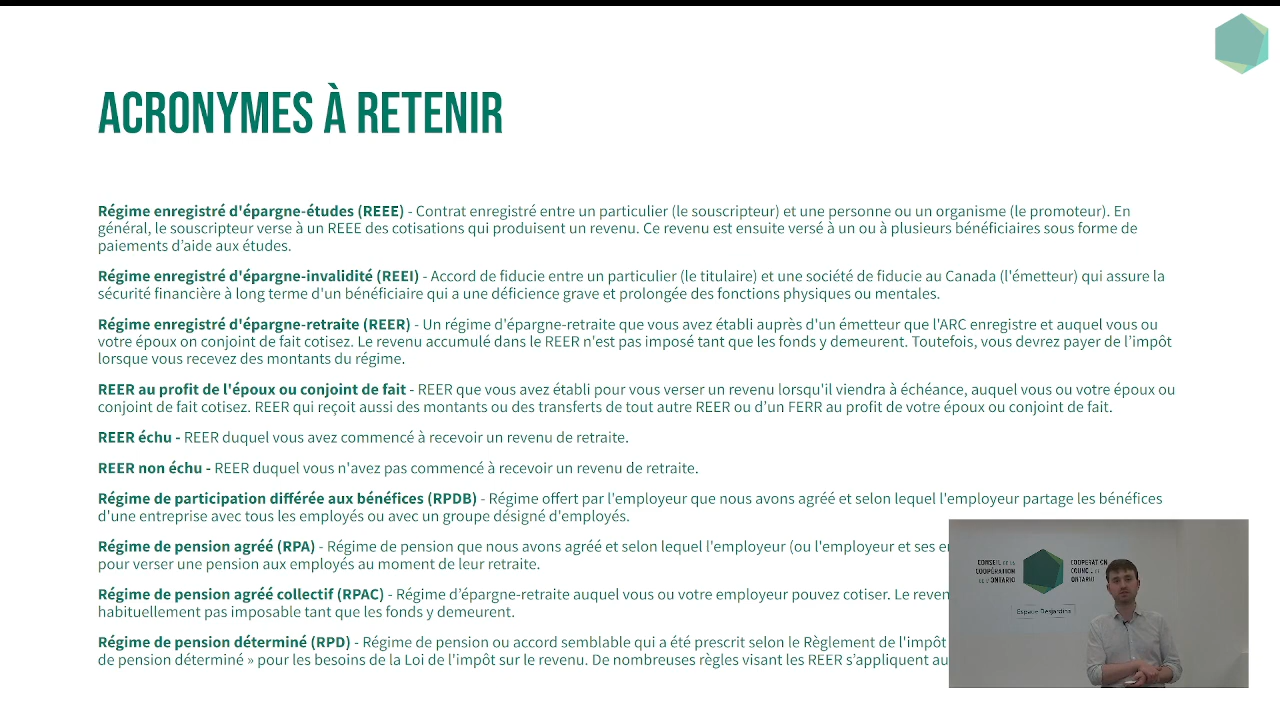 ACRONYMES À RETENIR
Régime enregistré d'épargne-études (REEE) - Contrat enregistré entre un particulier (le souscripteur) et une personne ou un organisme (le promoteur). En
général, le souscripteur verse à un REEE des cotisations qui produisent un revenu. Ce revenu est ensuite versé à un ou à plusieurs bénéficiaires sous forme de
paiements d’aide aux études.
Régime enregistré d'épargne-invalidité (REEI) - Accord de fiducie entre un particulier (le titulaire) et une société de fiducie au Canada (l'émetteur) qui assure la
sécurité financière à long terme d'un bénéficiaire qui a une déficience grave et prolongée des fonctions physiques ou mentales.
Régime enregistré d'épargne-retraite (REER) - Un régime d'épargne-retraite que vous avez établi auprès d'un émetteur que l'ARC enregistre et auquel vous ou
votre époux on conjoint de fait cotisez. Le revenu accumulé dans le REER n'est pas imposé tant que les fonds y demeurent. Toutefois, vous devrez payer de l’impôt
lorsque vous recevez des montants du régime.
REER au profit de l'époux ou conjoint de fait - REER que vous avez établi pour vous verser un revenu lorsqu'il viendra à échéance, auquel vous ou votre époux ou
conjoint de fait cotisez. REER qui reçoit aussi des montants ou des transferts de tout autre REER ou d’un FERR au profit de votre époux ou conjoint de fait.
REER échu - REER duquel vous avez commencé à recevoir un revenu de retraite.
REER non échu - REER duquel vous n'avez pas commencé à recevoir un revenu de retraite.
Régime de participation différée aux bénéfices (RPDB) - Régime offert par l’employeur que nous avons agréé et selon lequel l'employeur partage les bénéfices
d'une entreprise avec tous les employés ou avec un groupe désigné d'employés.
Régime de pension agréé (RPA) - Régime de pension que nous avons agréé et selon lequel l'employeur (ou l'employeur et ses
pour verser une pension aux employés au moment de leur retraite.
Régime de pension agréé collectif (RPAC) - Régime d’épargne-retraite auquel vous ou votre employeur pouvez cotiser. Le
habituellement pas imposable tant que les fonds y demeurent.
Régime de pension déterminé (RPD) - Régime de pension ou accord semblable qui a été prescrit selon le Règlement de l'impôt
de pension déterminé » pour les besoins de la Loi de l'impôt sur le revenu. De nombreuses règles visant les REER s’appliquent
CONSEIL DE LA
COOPÉRATION
DE L'ONTARIO
COOPERATION
ONTARIO
Espace Desjardins